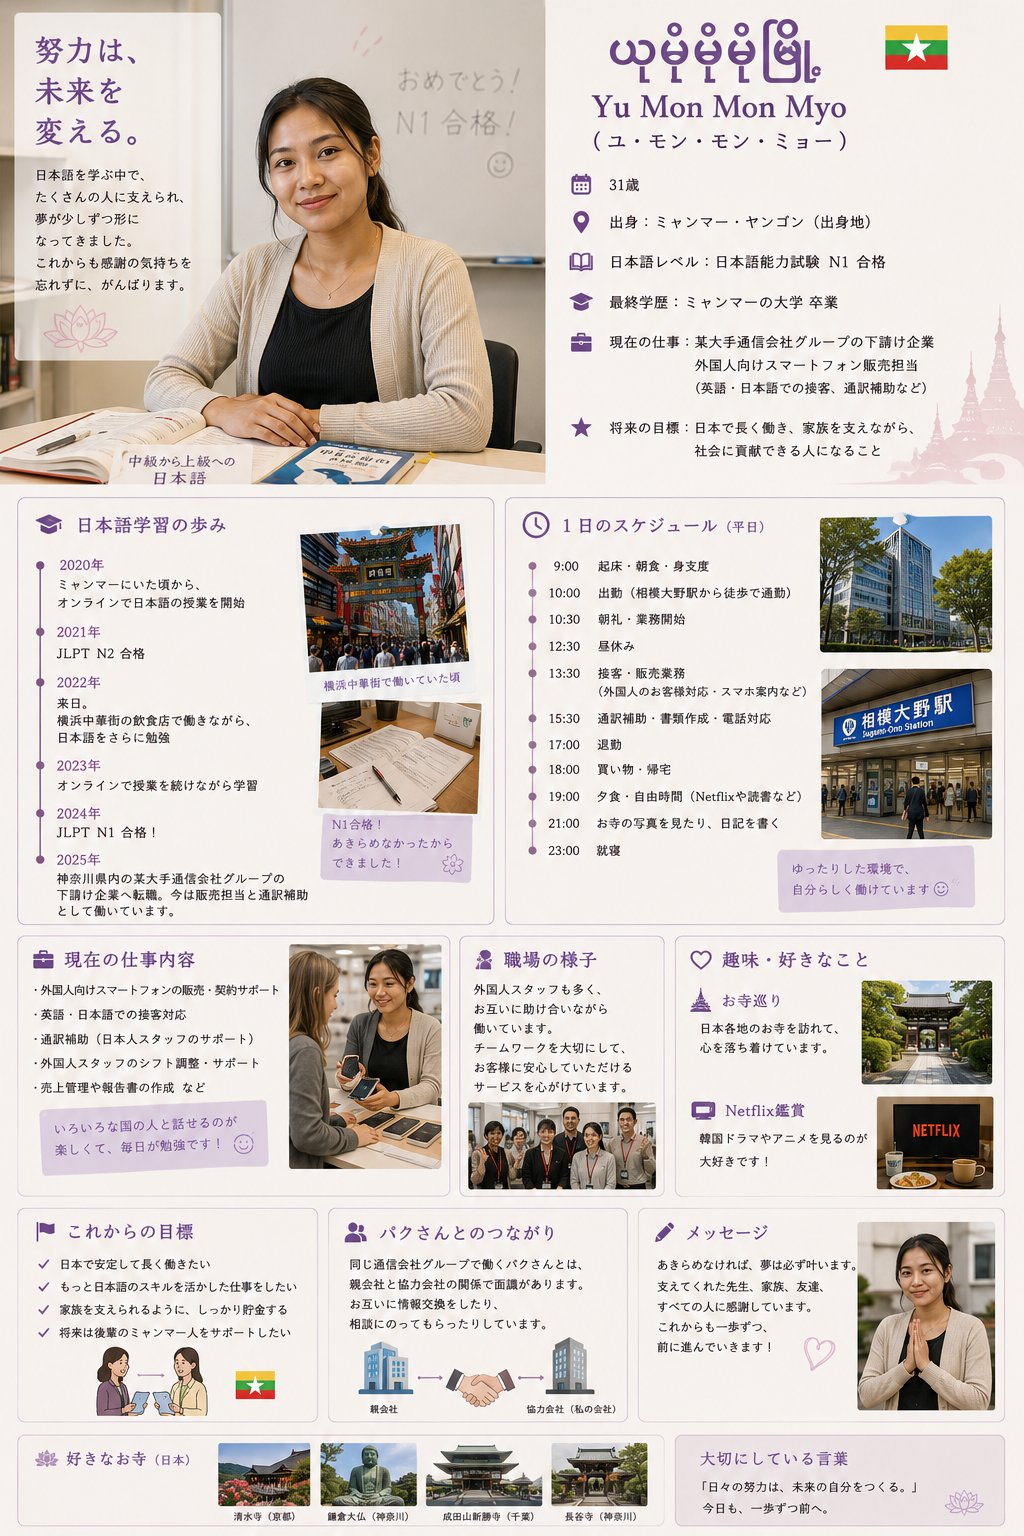 努力は、
未来を
変える。
日本語を学ぶ中で、
たくさんの人に支えられ、
夢が少しずつ形に
なってきました。
これからも感謝の気持ちを
忘れずに、がんばります。
おめでとう!
N1 合格!
中級から上級への
日本語
ယုမိုမိုမိုမြို့
Yu Mon Mon Myo
(ユ・モン・モン・ミョー)
31歳
出身:ミャンマー・ヤンゴン(出身地)
日本語レベル:日本語能力試験 N1 合格
最終学歴:ミャンマーの大学 卒業
現在の仕事:某大手通信会社グループの下請け企業
外国人向けスマートフォン販売担当
(英語・日本語での接客、通訳補助など)
将来の目標:日本で長く働き、家族を支えながら、
社会に貢献できる人になること
日本語学習の歩み
2020年
ミャンマーにいた頃から、
オンラインで日本語の授業を開始
2021年
JLPT N2 合格
2022年
来日。
横浜中華街の飲食店で働きながら、
日本語をさらに勉強
2023年
オンラインで授業を続けながら学習
2024年
JLPT N1 合格!
2025年
神奈川県内の某大手通信会社グループの
下請け企業へ転職。今は販売担当と通訳補助
として働いています。
横浜中華街で働いていた頃
N1合格!
あきらめなかったから
できました!
1日のスケジュール(平日)
9:00 起床・朝食・身支度
10:00 出勤(相模大野駅から徒歩で通勤)
10:30 朝礼・業務開始
12:30 昼休み
13:30 接客・販売業務
(外国人のお客様対応・スマホ案内など)
15:30 通訳補助・書類作成・電話対応
17:00 退勤
18:00 買い物・帰宅
19:00 夕食・自由時間(Netflixや読書など)
21:00 お寺の写真を見たり、日記を書く
23:00 就寝
相模大野駅
Sagami-Ono Station
ゆったりした環境で、
自分らしく働けています
現在の仕事内容
・外国人向けスマートフォンの販売・契約サポート
・英語・日本語での接客対応
・通訳補助(日本人スタッフのサポート)
・外国人スタッフのシフト調整・サポート
・売上管理や報告書の作成 など
いろいろな国の人と話せるのが
楽しくて、毎日が勉強です!
職場の様子
外国人スタッフも多く、
お互いに助け合いながら
働いています。
チームワークを大切にして、
お客様に安心していただける
サービスを心がけています。
趣味・好きなこと
お寺巡り
日本各地のお寺を訪れて、
心を落ち着けています。
Netflix鑑賞
韓国ドラマやアニメを見るのが
大好きです!
NETFLIX
これからの目標
日本で安定して長く働きたい
もっと日本語のスキルを活かした仕事をしたい
家族を支えられるように、しっかり貯金する
将来は後輩のミャンマー人をサポートしたい
パクさんとのつながり
同じ通信会社グループで働くパクさんとは、
親会社と協力会社の関係で面識があります。
お互いに情報交換をしたり、
相談にのってもらったりしています。
親会社
協力会社(私の会社)
メッセージ
あきらめなければ、夢は必ず叶います。
支えてくれた先生、家族、友達、
すべての人に感謝しています。
これからも一歩ずつ、
前に進んでいきます!
好きなお寺(日本)
清水寺(京都)
鎌倉大仏(神奈川)
成田山新勝寺(千葉)
長谷寺(神奈川)
大切にしている言葉
「日々の努力は、未来の自分をつくる。」
今日も、一歩ずつ前へ。